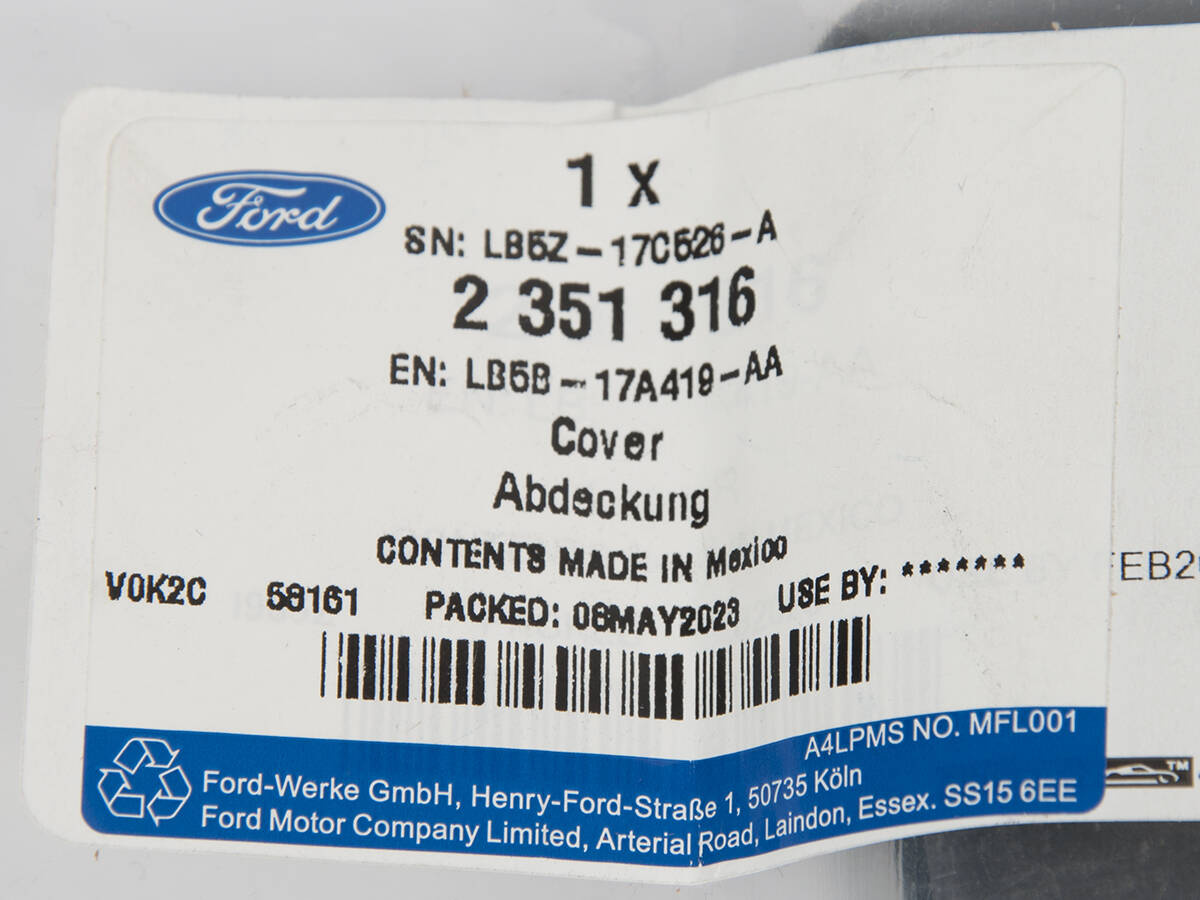 Ford
1 x
SN: LB5Z-17C526-A
2 351 316
EN: LB5B-17A419-AA
Cover
Abdeckung
CONTENTS MADE IN Mexico
V0K2C 58161 PACKED: 08MAY2023 USE BY: *******
A4LPMS NO. MFL001
Ford-Werke GmbH, Henry-Ford-Straße 1, 50735 Köln
Ford Motor Company Limited, Arterial Road, Laindon, Essex. SS15 6EE
TM